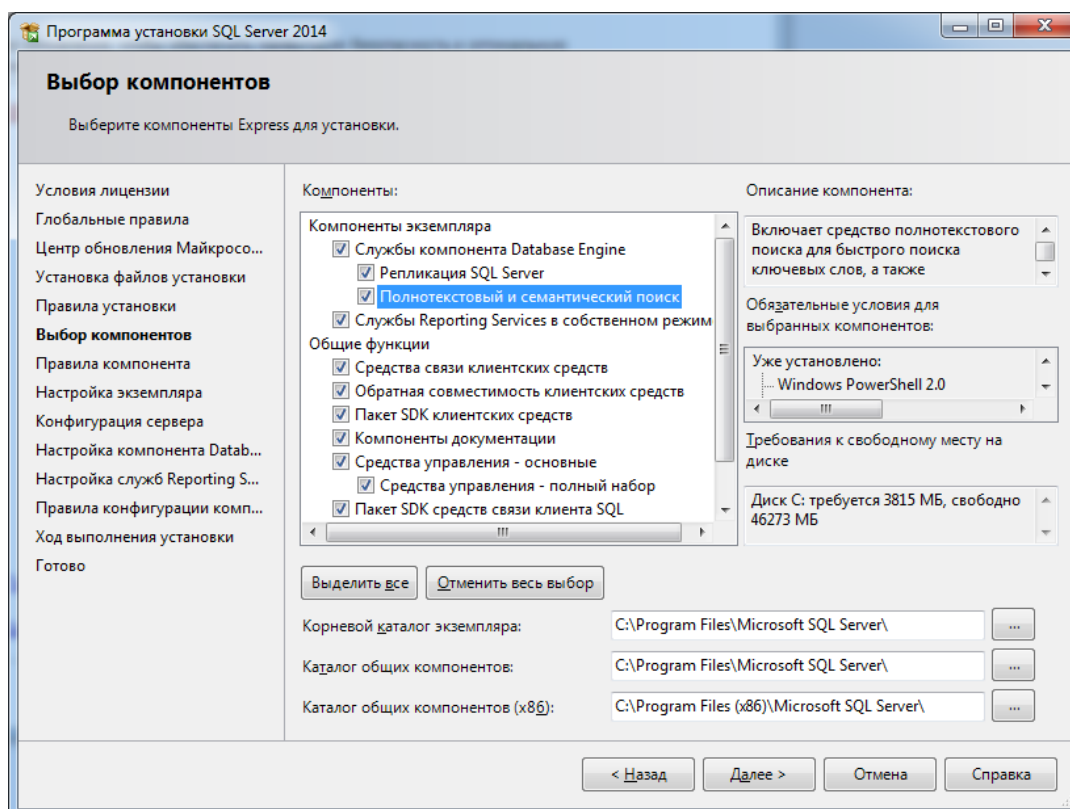 Программа установки SQL Server 2014
Выбор компонентов
Выберите компоненты Express для установки.
Условия лицензии
Глобальные правила
Центр обновления Майкросо...
Установка файлов установки
Правила установки
Выбор компонентов
Правила компонента
Настройка экземпляра
Конфигурация сервера
Настройка компонента Datab...
Настройка служб Reporting S...
Правила конфигурации комп...
Ход выполнения установки
Готово
Компоненты:
Компоненты экземпляра
Службы компонента Database Engine
Репликация SQL Server
Полнотекстовый и семантический поиск
Службы Reporting Services в собственном режим
Общие функции
Средства связи клиентских средств
Обратная совместимость клиентских средств
Пакет SDK клиентских средств
Компоненты документации
Средства управления - основные
Средства управления - полный набор
Пакет SDK средств связи клиента SQL
Описание компонента:
Включает средство полнотекстового
поиска для быстрого поиска
ключевых слов, а также
Обязательные условия для
выбранных компонентов:
Уже установлено:
Windows PowerShell 2.0
Требования к свободному месту на
диске
Диск C: требуется 3815 МБ, свободно
46273 МБ
Выделить все
Отменить весь выбор
Корневой каталог экземпляра:
C:\Program Files\Microsoft SQL Server\
...
Каталог общих компонентов:
C:\Program Files\Microsoft SQL Server\
...
Каталог общих компонентов (x86):
C:\Program Files (x86)\Microsoft SQL Server\
...
< Назад
Далее >
Отмена
Справка